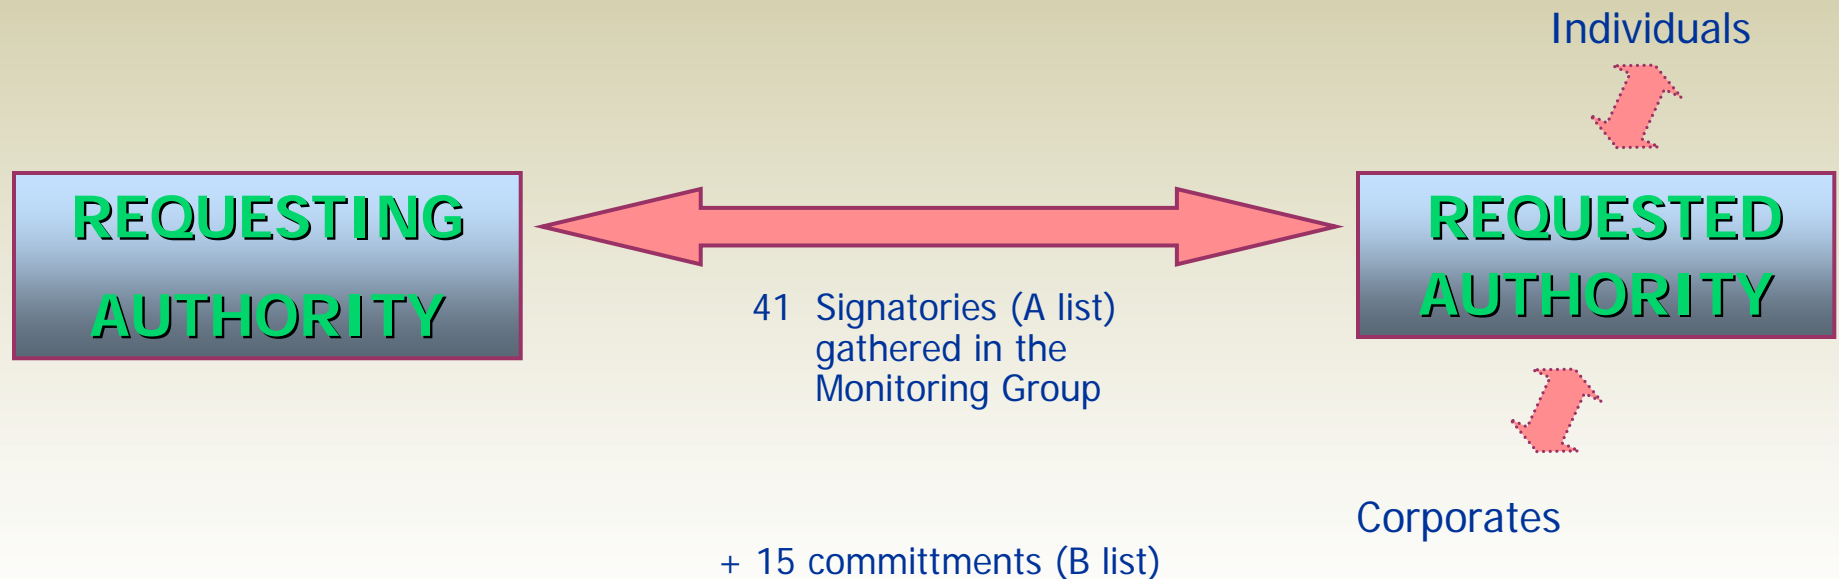 Individuals
REQUESTING
AUTHORITY
REQUESTED
AUTHORITY
41 Signatories (A list)
gathered in the
Monitoring Group
Corporates
+ 15 committments (B list)